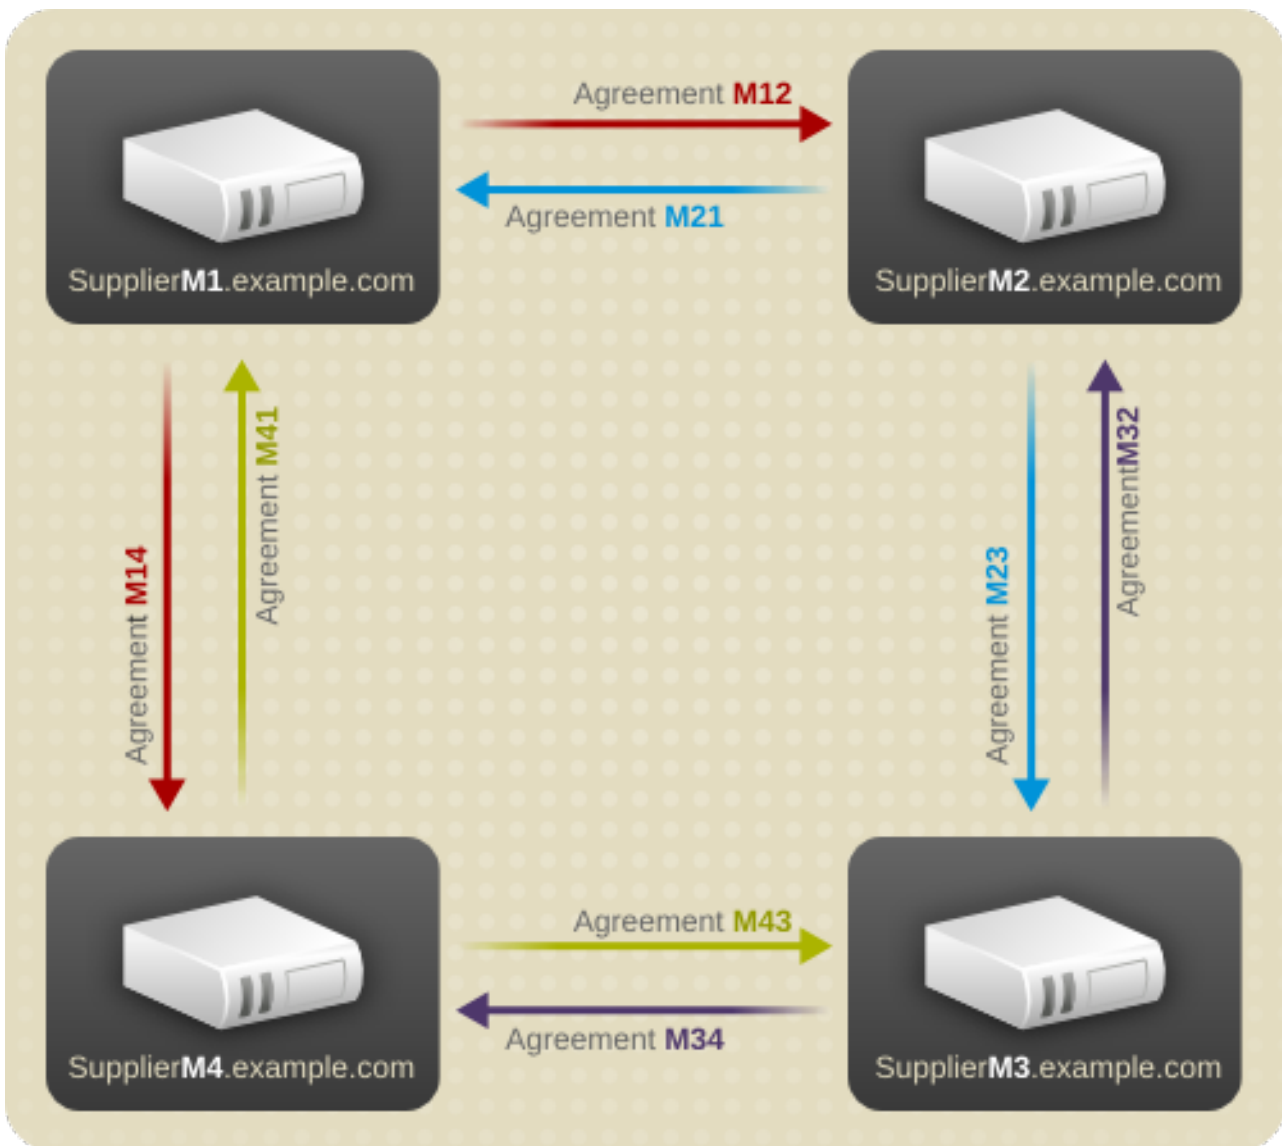 Agreement M12
Agreement M21
SupplierM1.example.com
SupplierM2.example.com
Agreement M14
Agreement M41
Agreement M23
AgreementM32
Agreement M43
Agreement M34
SupplierM4.example.com
SupplierM3.example.com